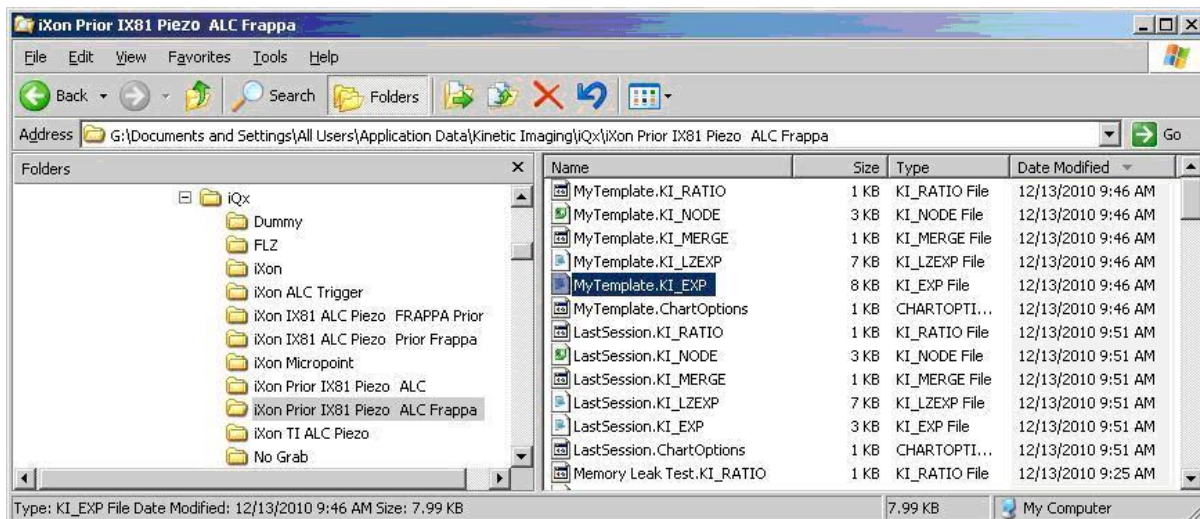 iXon Prior IX81 Piezo  ALC Frappa
File Edit View Favorites Tools Help
Back Search Folders
Address G:\Documents and Settings\All Users\Application Data\Kinetic Imaging\iQx\iXon Prior IX81 Piezo  ALC Frappa Go
Folders x
iQx
Dummy
FLZ
iXon
iXon ALC Trigger
iXon IX81 ALC Piezo  FRAPPA Prior
iXon IX81 ALC Piezo  Prior Frappa
iXon Micropoint
iXon Prior IX81 Piezo  ALC
iXon Prior IX81 Piezo  ALC Frappa
iXon TI ALC Piezo
No Grab
Name Size Type Date Modified
MyTemplate.KI_RATIO 1 KB KI_RATIO File 12/13/2010 9:46 AM
MyTemplate.KI_NODE 3 KB KI_NODE File 12/13/2010 9:46 AM
MyTemplate.KI_MERGE 1 KB KI_MERGE File 12/13/2010 9:46 AM
MyTemplate.KI_LZEXP 7 KB KI_LZEXP File 12/13/2010 9:46 AM
MyTemplate.KI_EXP 8 KB KI_EXP File 12/13/2010 9:46 AM
MyTemplate.ChartOptions 1 KB CHARTOPTI... 12/13/2010 9:46 AM
LastSession.KI_RATIO 1 KB KI_RATIO File 12/13/2010 9:51 AM
LastSession.KI_NODE 3 KB KI_NODE File 12/13/2010 9:51 AM
LastSession.KI_MERGE 1 KB KI_MERGE File 12/13/2010 9:51 AM
LastSession.KI_LZEXP 7 KB KI_LZEXP File 12/13/2010 9:51 AM
LastSession.KI_EXP 3 KB KI_EXP File 12/13/2010 9:51 AM
LastSession.ChartOptions 1 KB CHARTOPTI... 12/13/2010 9:51 AM
Memory Leak Test.KI_RATIO 1 KB KI_RATIO File 12/13/2010 9:25 AM
Type: KI_EXP File Date Modified: 12/13/2010 9:46 AM Size: 7.99 KB 7.99 KB My Computer